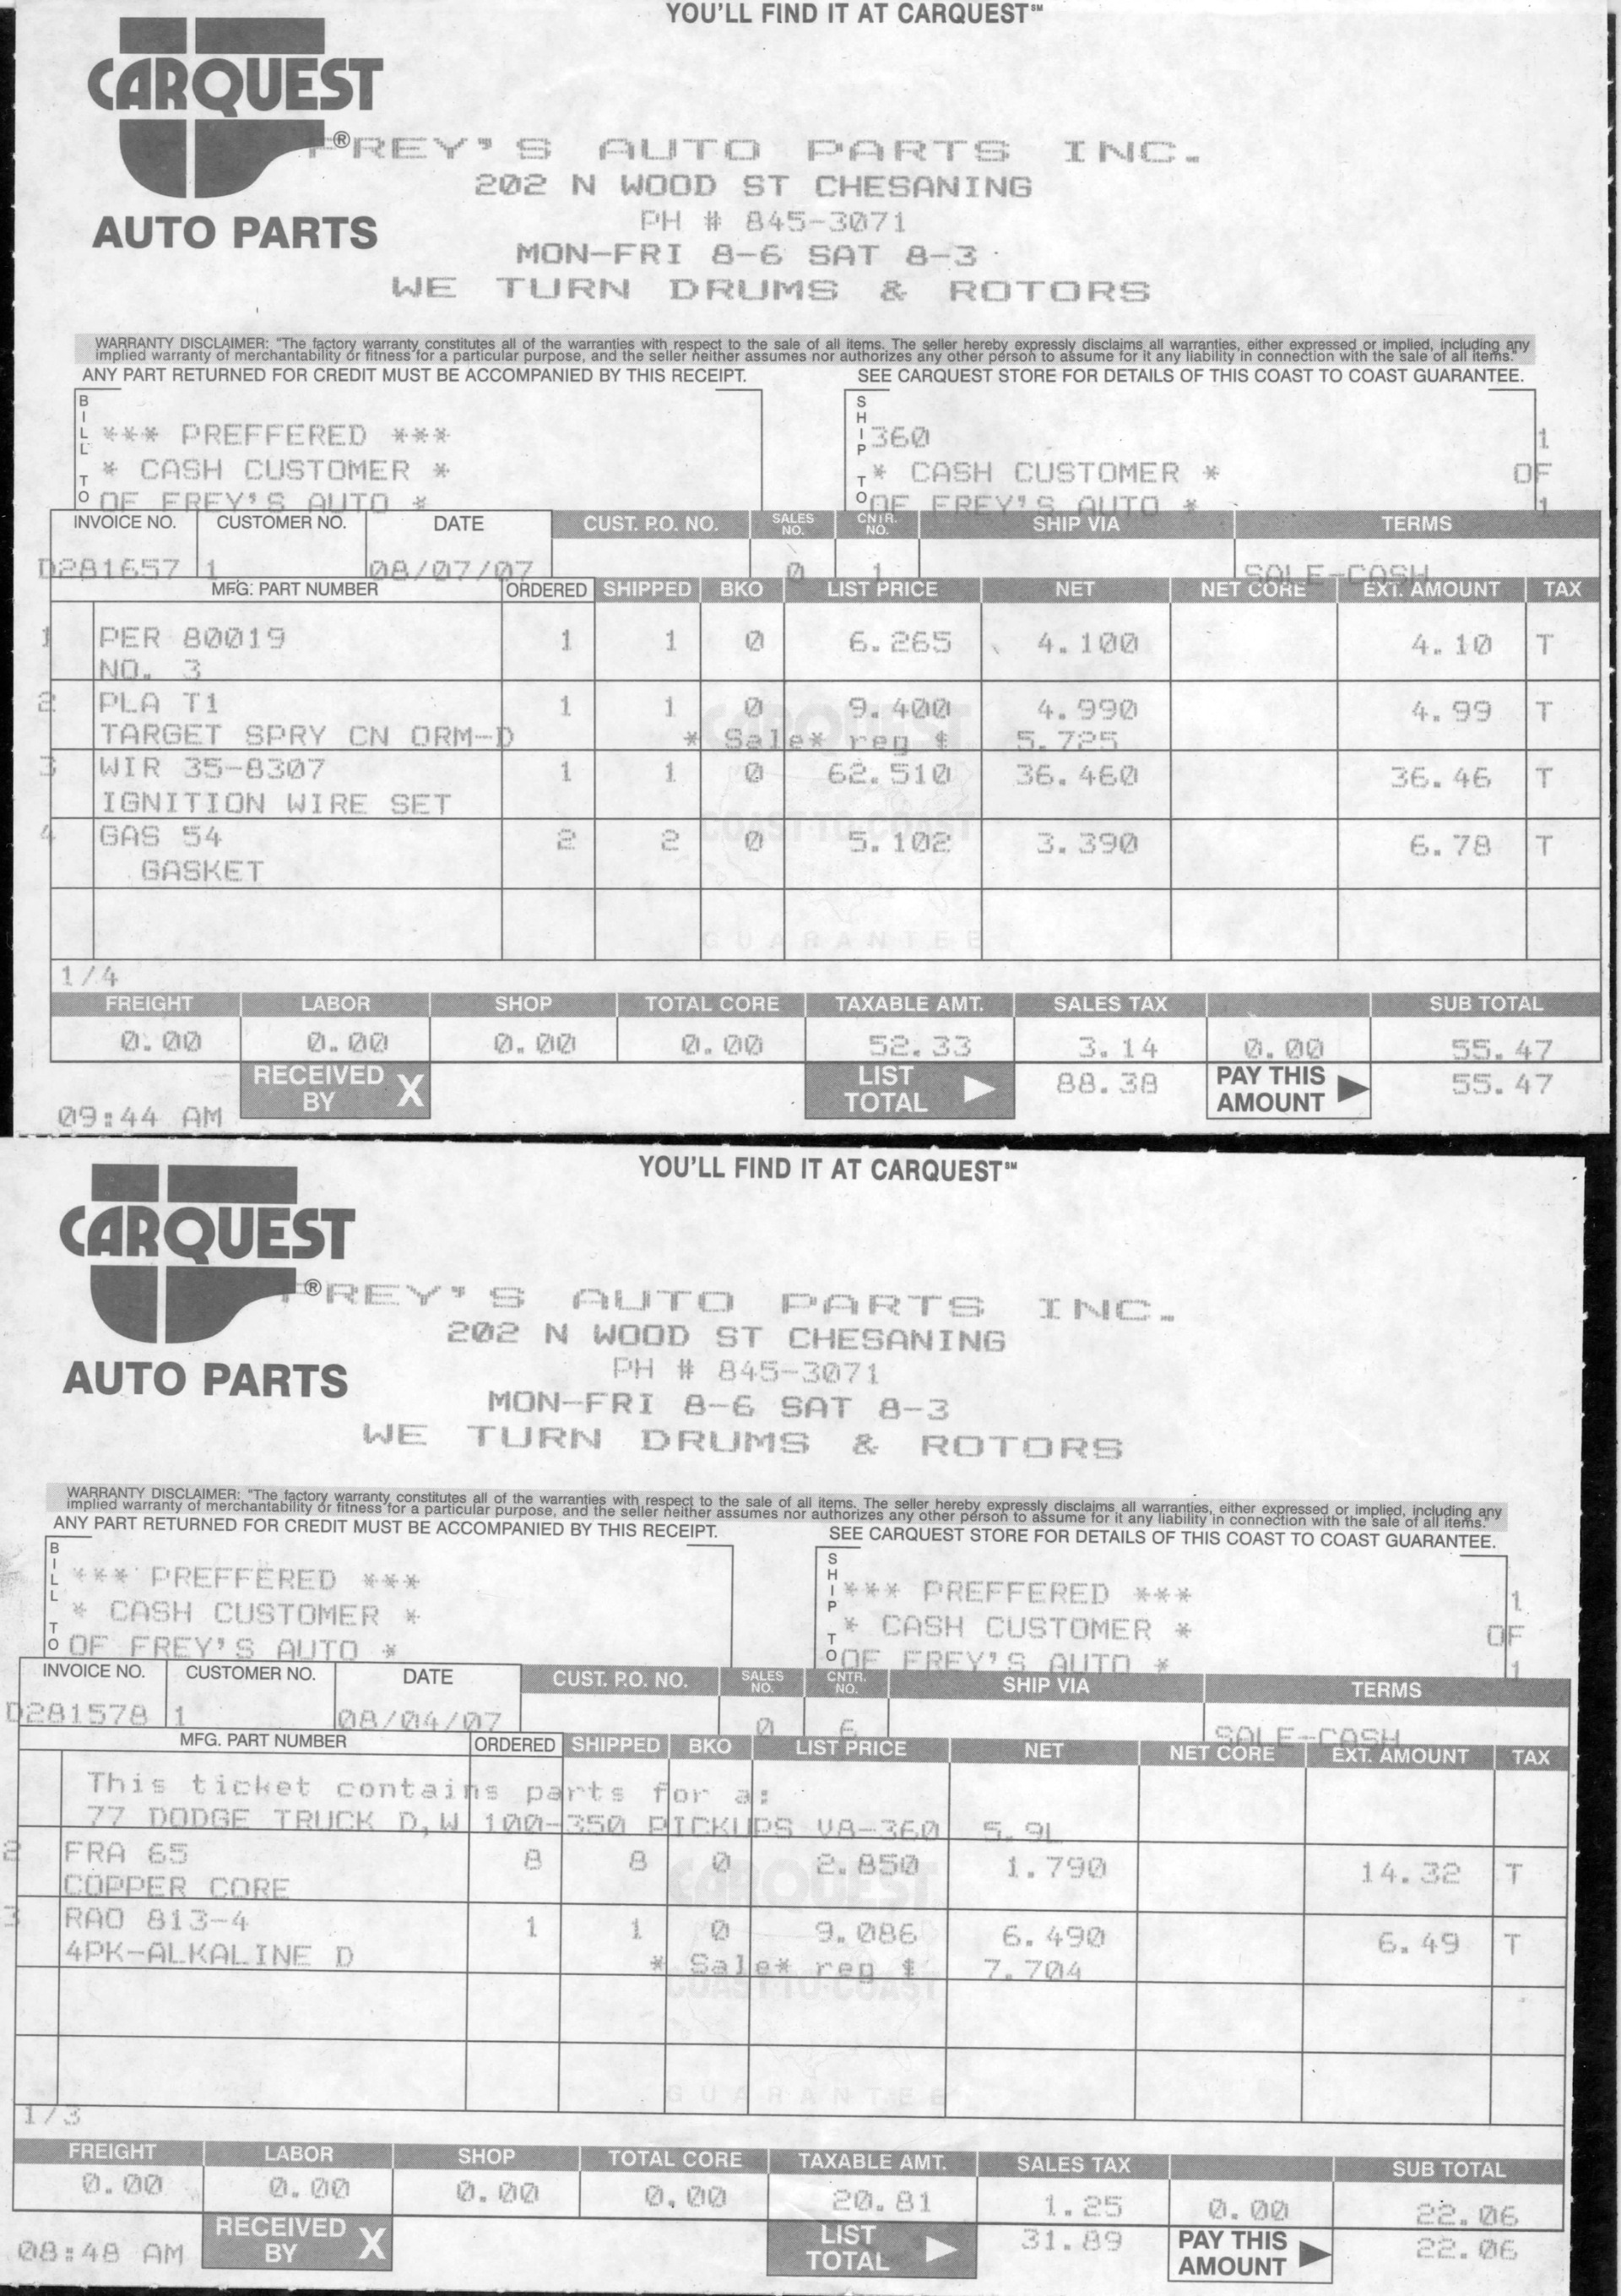 YOU'LL FIND IT AT CARQUEST℠
CARQUEST®
AUTO PARTS
FREY'S AUTO PARTS INC.
202 N WOOD ST CHESANING
PH # 845-3071
MON-FRI 8-6 SAT 8-3
WE TURN DRUMS & ROTORS
WARRANTY DISCLAIMER: "The factory warranty constitutes all of the warranties with respect to the sale of all items. The seller hereby expressly disclaims all warranties, either expressed or implied, including any
implied warranty of merchantability or fitness for a particular purpose, and the seller neither assumes nor authorizes any other person to assume for it any liability in connection with the sale of all items."
ANY PART RETURNED FOR CREDIT MUST BE ACCOMPANIED BY THIS RECEIPT. SEE CARQUEST STORE FOR DETAILS OF THIS COAST TO COAST GUARANTEE.
BILL TO SHIP TO
*** PREFFERED *** 360 1
* CASH CUSTOMER * * CASH CUSTOMER * OF
OF FREY'S AUTO * OF FREY'S AUTO * 1
INVOICE NO. CUSTOMER NO. DATE CUST. P.O. NO. SALES NO. CNTR. NO. SHIP VIA TERMS
D281657 1 08/07/07 0 1 SALE-CASH
MFG. PART NUMBER ORDERED SHIPPED BKO LIST PRICE NET NET CORE EXT. AMOUNT TAX
1 PER 80019 1 1 0 6.265 4.100 4.10 T
NO. 3
2 PLA T1 1 1 0 9.400 4.990 4.99 T
TARGET SPRY CN ORM-D * Sale* reg $ 5.725
3 WIR 35-8307 1 1 0 62.510 36.460 36.46 T
IGNITION WIRE SET
4 GAS 54 2 2 0 5.102 3.390 6.78 T
GASKET
CARQUEST
COAST-TO-COAST
GUARANTEE
1/4
FREIGHT LABOR SHOP TOTAL CORE TAXABLE AMT. SALES TAX SUB TOTAL
0.00 0.00 0.00 0.00 52.33 3.14 0.00 55.47
RECEIVED BY X LIST TOTAL 88.38 PAY THIS AMOUNT 55.47
09:44 AM
YOU'LL FIND IT AT CARQUEST℠
CARQUEST®
AUTO PARTS
FREY'S AUTO PARTS INC.
202 N WOOD ST CHESANING
PH # 845-3071
MON-FRI 8-6 SAT 8-3
WE TURN DRUMS & ROTORS
WARRANTY DISCLAIMER: "The factory warranty constitutes all of the warranties with respect to the sale of all items. The seller hereby expressly disclaims all warranties, either expressed or implied, including any
implied warranty of merchantability or fitness for a particular purpose, and the seller neither assumes nor authorizes any other person to assume for it any liability in connection with the sale of all items."
ANY PART RETURNED FOR CREDIT MUST BE ACCOMPANIED BY THIS RECEIPT. SEE CARQUEST STORE FOR DETAILS OF THIS COAST TO COAST GUARANTEE.
BILL TO SHIP TO
*** PREFFERED *** *** PREFFERED *** 1
* CASH CUSTOMER * * CASH CUSTOMER * OF
OF FREY'S AUTO * OF FREY'S AUTO * 1
INVOICE NO. CUSTOMER NO. DATE CUST. P.O. NO. SALES NO. CNTR. NO. SHIP VIA TERMS
D281578 1 08/04/07 0 6 SALE-CASH
MFG. PART NUMBER ORDERED SHIPPED BKO LIST PRICE NET NET CORE EXT. AMOUNT TAX
This ticket contains parts for a:
77 DODGE TRUCK D,W 100-350 PICKUPS V8-360 5.9L
2 FRA 65 8 8 0 2.850 1.790 14.32 T
COPPER CORE
3 RAO 813-4 1 1 0 9.086 6.490 6.49 T
4PK-ALKALINE D * Sale* reg $ 7.704
CARQUEST
COAST-TO-COAST
GUARANTEE
1/3
FREIGHT LABOR SHOP TOTAL CORE TAXABLE AMT. SALES TAX SUB TOTAL
0.00 0.00 0.00 0.00 20.81 1.25 0.00 22.06
RECEIVED BY X LIST TOTAL 31.89 PAY THIS AMOUNT 22.06
08:48 AM